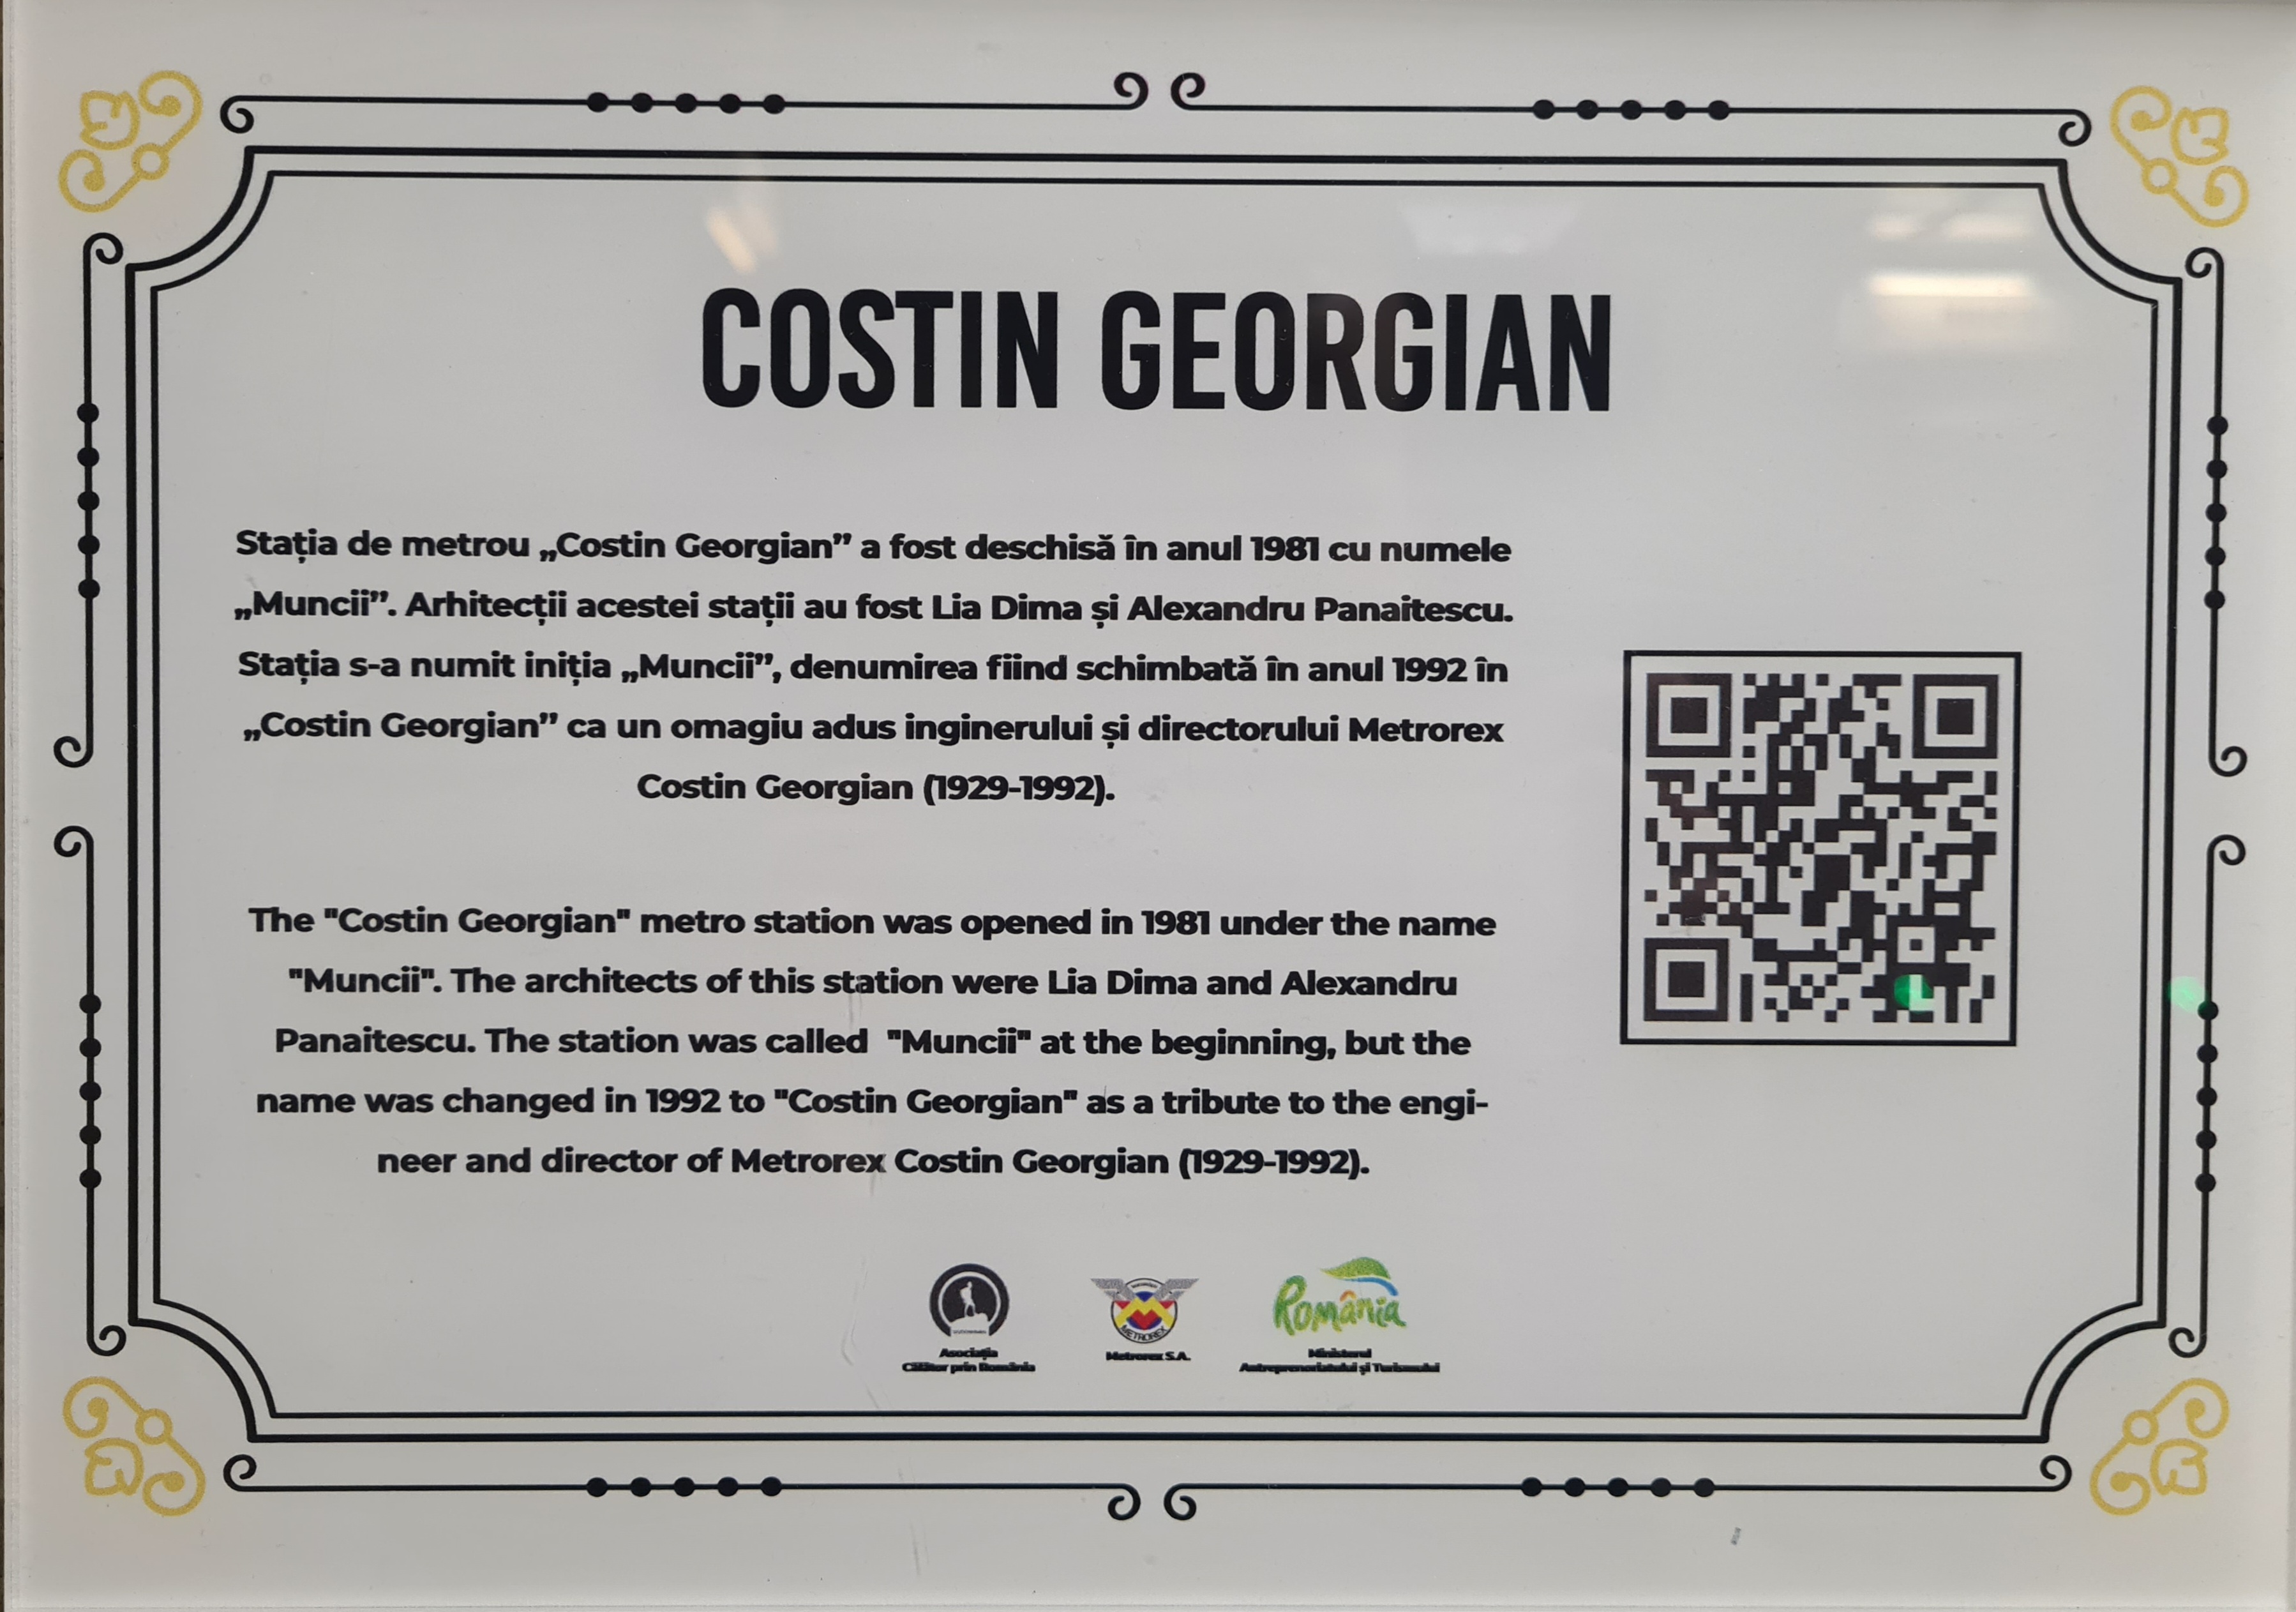 COSTIN GEORGIAN
Stația de metrou „Costin Georgian” a fost deschisă în anul 1981 cu numele
„Muncii”. Arhitecții acestei stații au fost Lia Dima și Alexandru Panaitescu.
Stația s-a numit iniția „Muncii”, denumirea fiind schimbată în anul 1992 în
„Costin Georgian” ca un omagiu adus inginerului și directorului Metrorex
Costin Georgian (1929-1992).
The "Costin Georgian" metro station was opened in 1981 under the name
"Muncii". The architects of this station were Lia Dima and Alexandru
Panaitescu. The station was called "Muncii" at the beginning, but the
name was changed in 1992 to "Costin Georgian" as a tribute to the engi-
neer and director of Metrorex Costin Georgian (1929-1992).
METROREX
România
Asociația
Călător prin România
Metrorex S.A.
Ministerul
Antreprenoriatului și Turismului